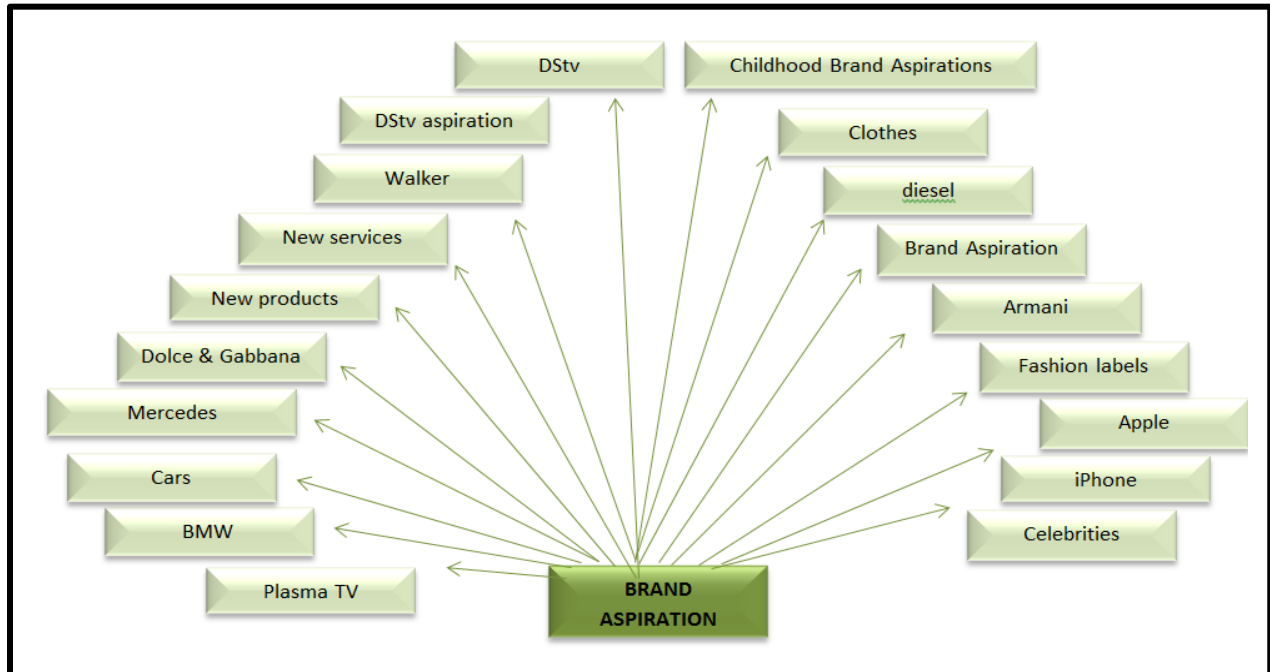 DStv
Childhood Brand Aspirations
DStv aspiration
Clothes
Walker
diesel
New services
Brand Aspiration
New products
Armani
Dolce & Gabbana
Fashion labels
Mercedes
Apple
Cars
iPhone
BMW
Celebrities
Plasma TV
BRAND
ASPIRATION